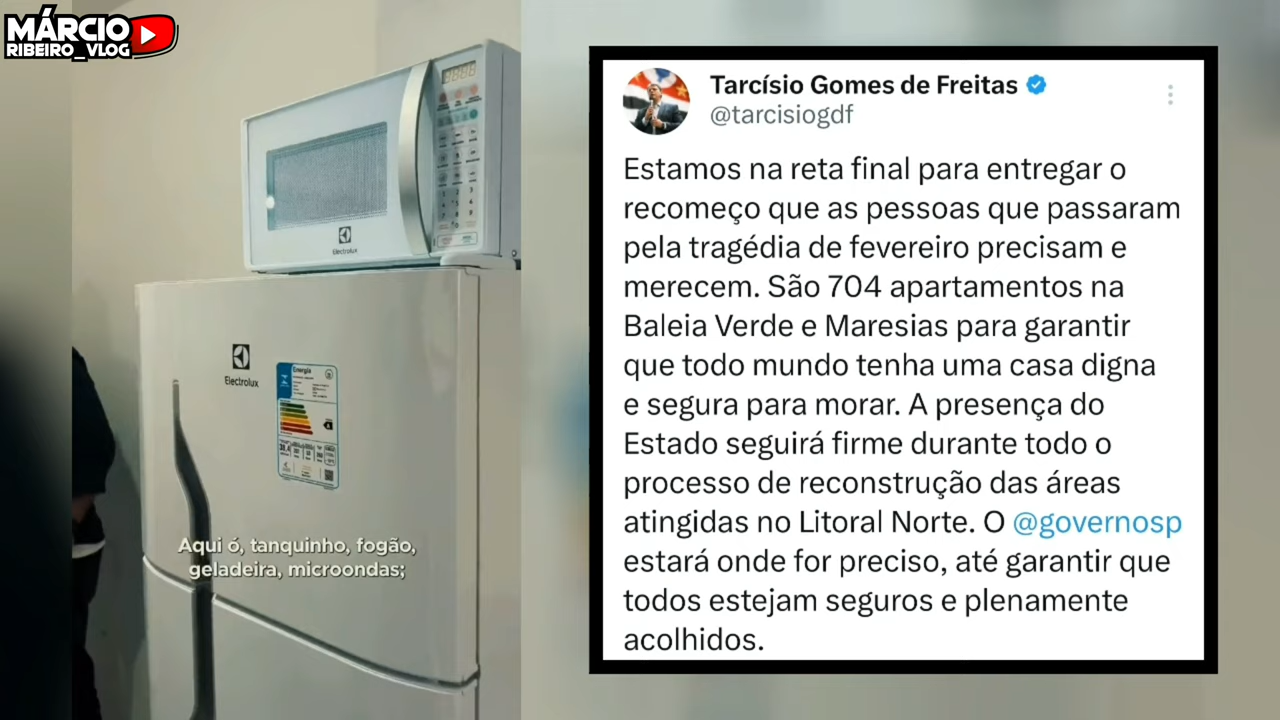 MÁRCIO
RIBEIRO_VLOG
Electrolux
Electrolux
Energia
Aqui ó, tanquinho, fogão,
geladeira, microondas;
Tarcísio Gomes de Freitas
@tarcisiogdf
Estamos na reta final para entregar o
recomeço que as pessoas que passaram
pela tragédia de fevereiro precisam e
merecem. São 704 apartamentos na
Baleia Verde e Maresias para garantir
que todo mundo tenha uma casa digna
e segura para morar. A presença do
Estado seguirá firme durante todo o
processo de reconstrução das áreas
atingidas no Litoral Norte. O @governosp
estará onde for preciso, até garantir que
todos estejam seguros e plenamente
acolhidos.